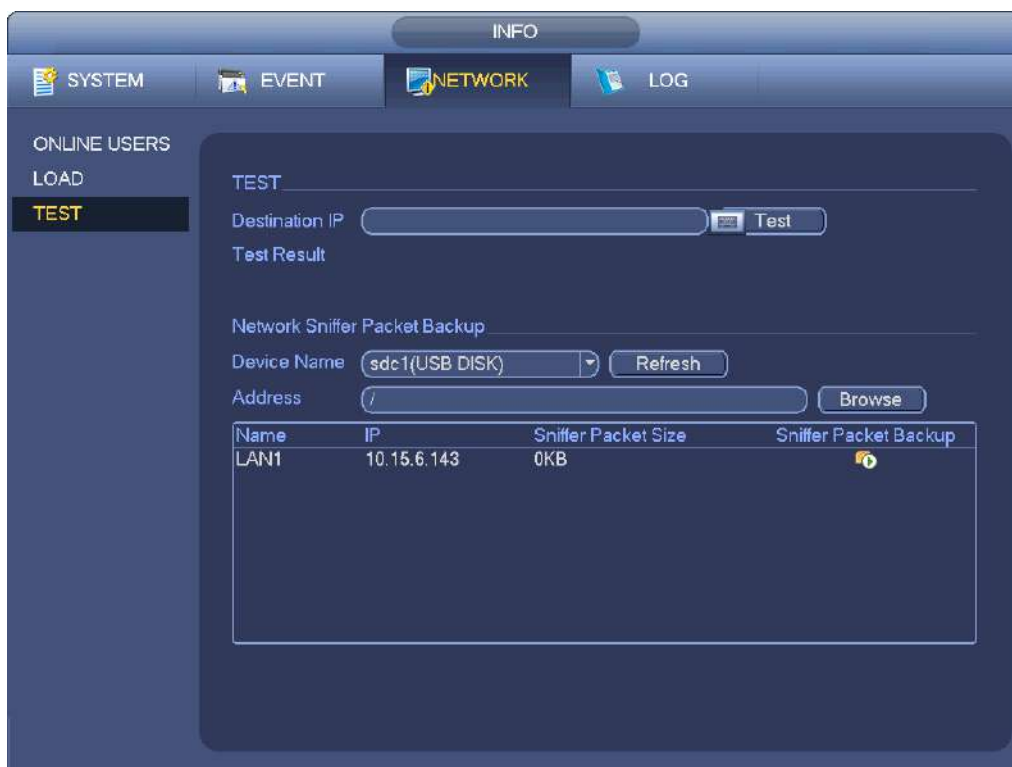 INFO
SYSTEM EVENT NETWORK LOG
ONLINE USERS
LOAD
TEST
TEST
Destination IP Test
Test Result
Network Sniffer Packet Backup
Device Name sdc1(USB DISK) Refresh
Address / Browse
Name IP Sniffer Packet Size Sniffer Packet Backup
LAN1 10.15.6.143 0KB